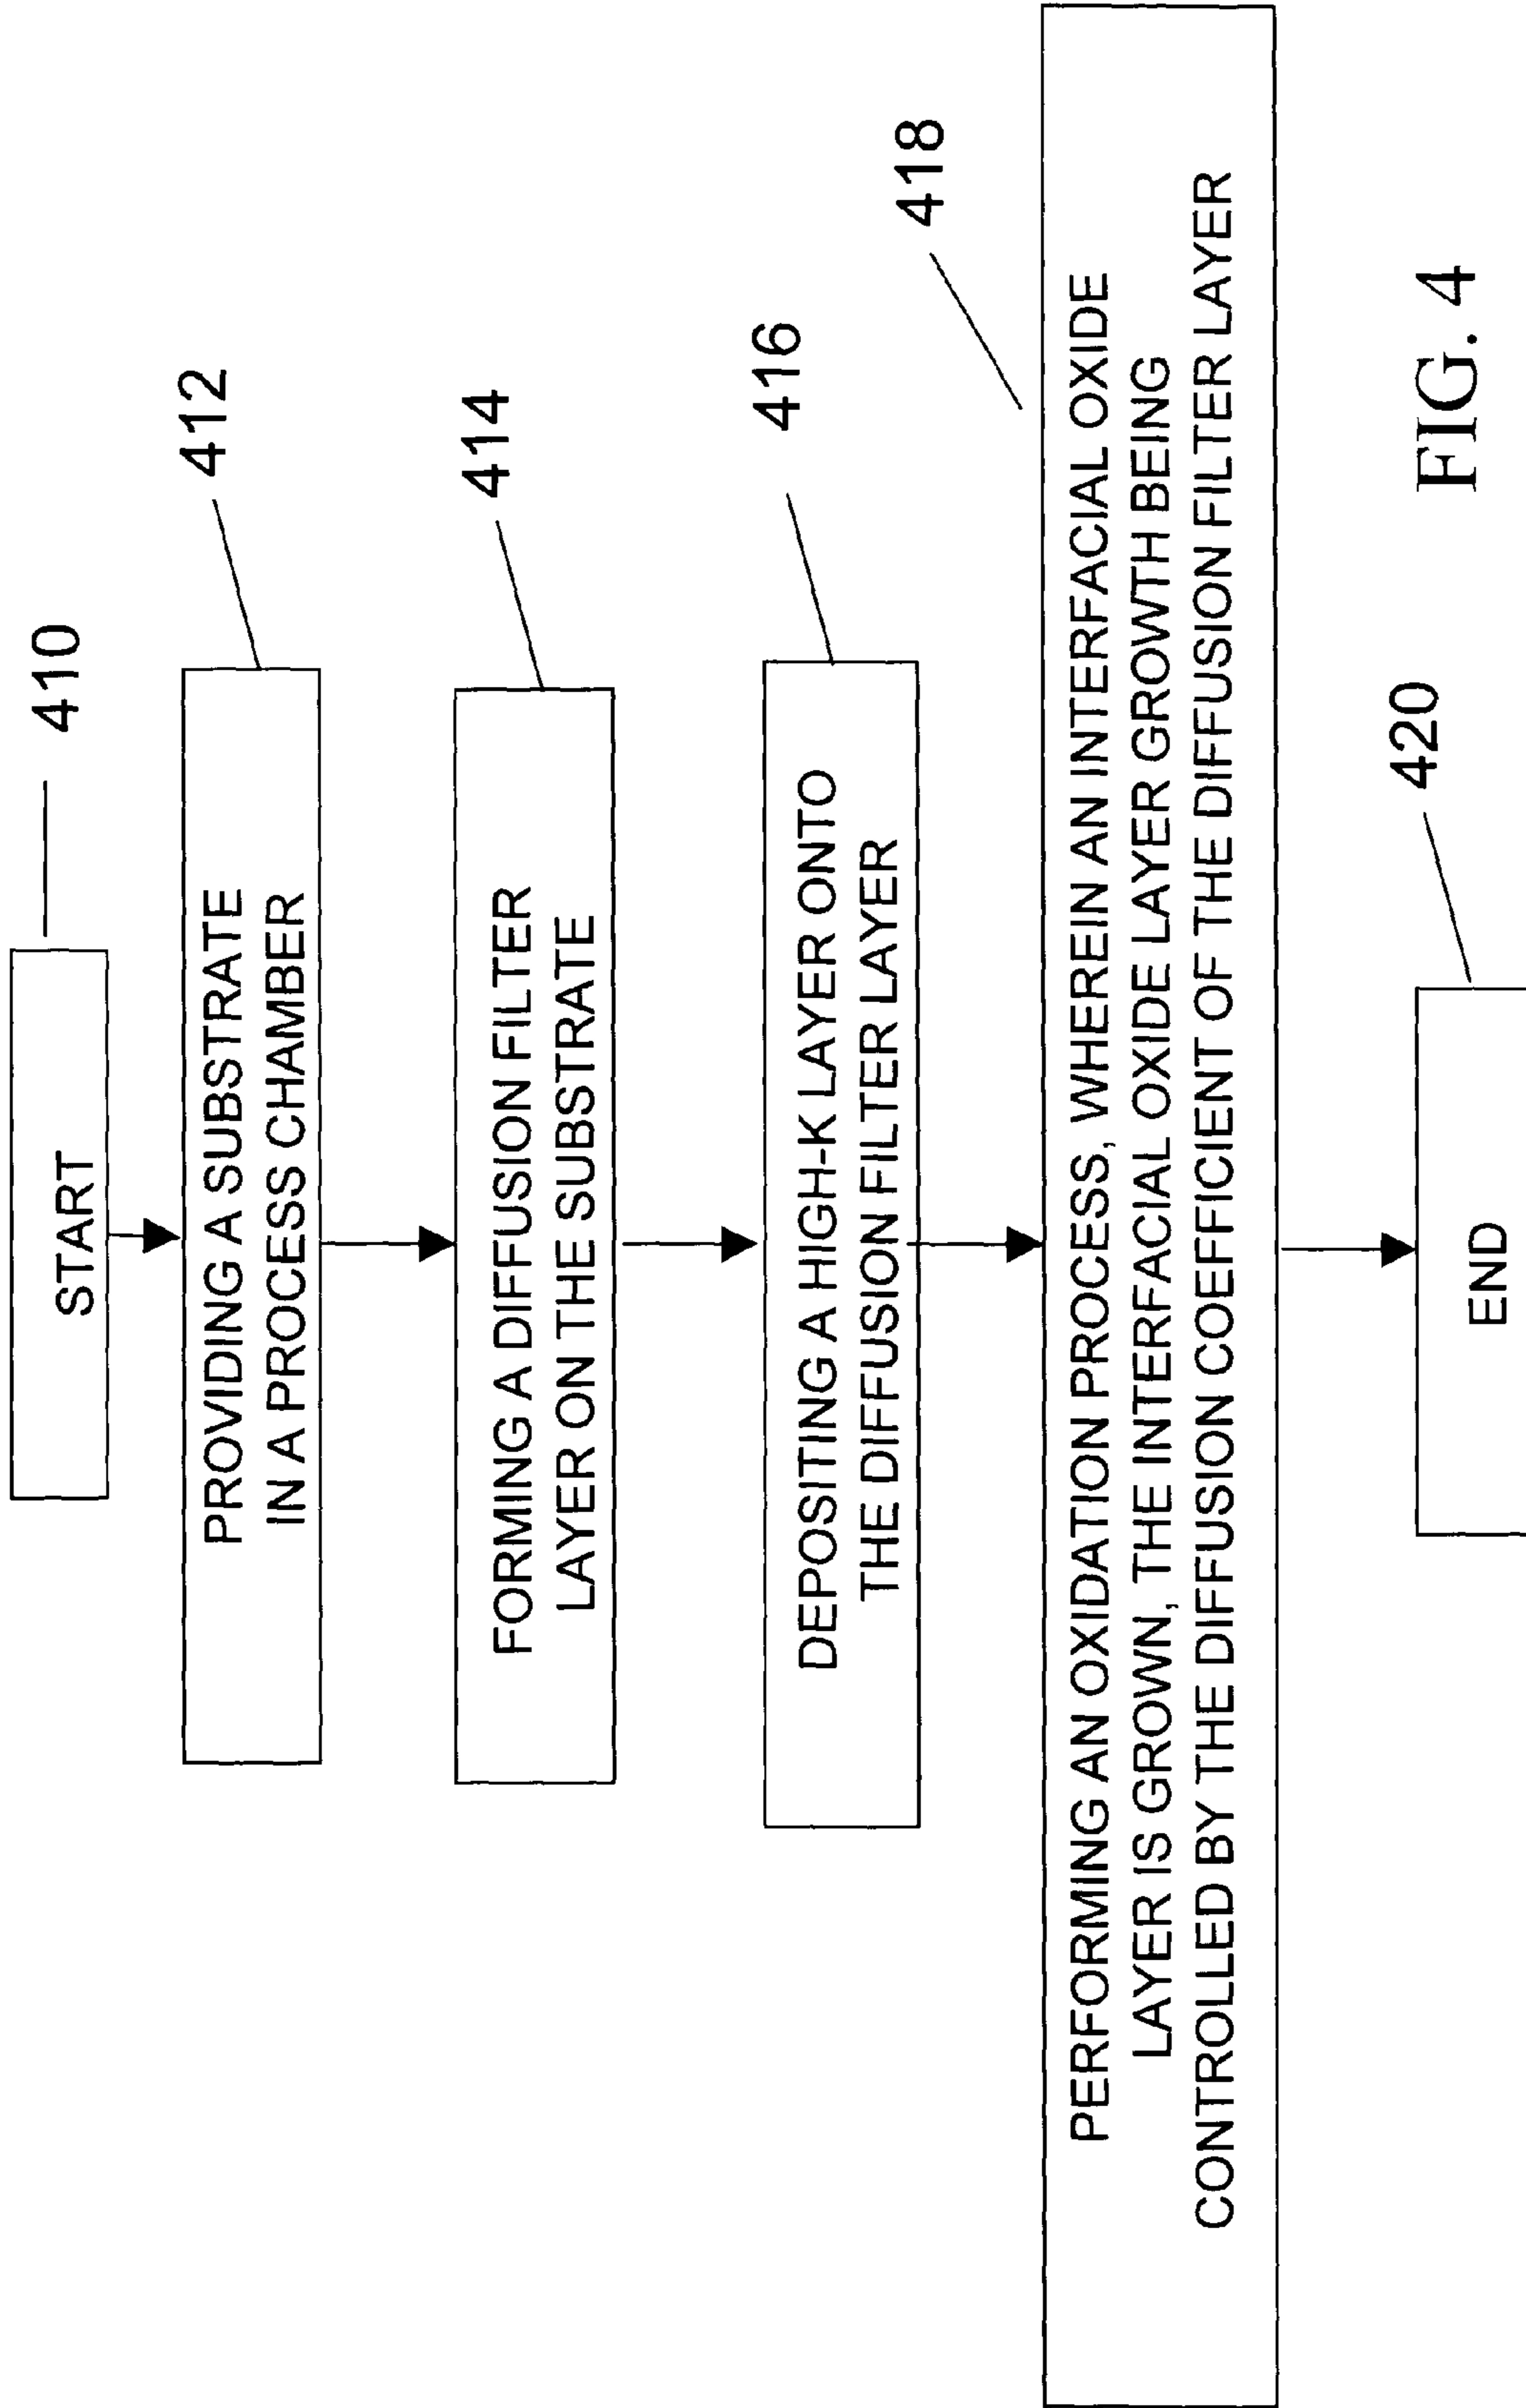 START
410
PROVIDING A SUBSTRATE
IN A PROCESS CHAMBER
412
FORMING A DIFFUSION FILTER
LAYER ON THE SUBSTRATE
414
DEPOSITING A HIGH-K LAYER ONTO
THE DIFFUSION FILTER LAYER
416
PERFORMING AN OXIDATION PROCESS, WHEREIN AN INTERFACIAL OXIDE
LAYER IS GROWN, THE INTERFACIAL OXIDE LAYER GROWTH BEING
CONTROLLED BY THE DIFFUSION COEFFICIENT OF THE DIFFUSION FILTER LAYER
418
END
420
FIG. 4